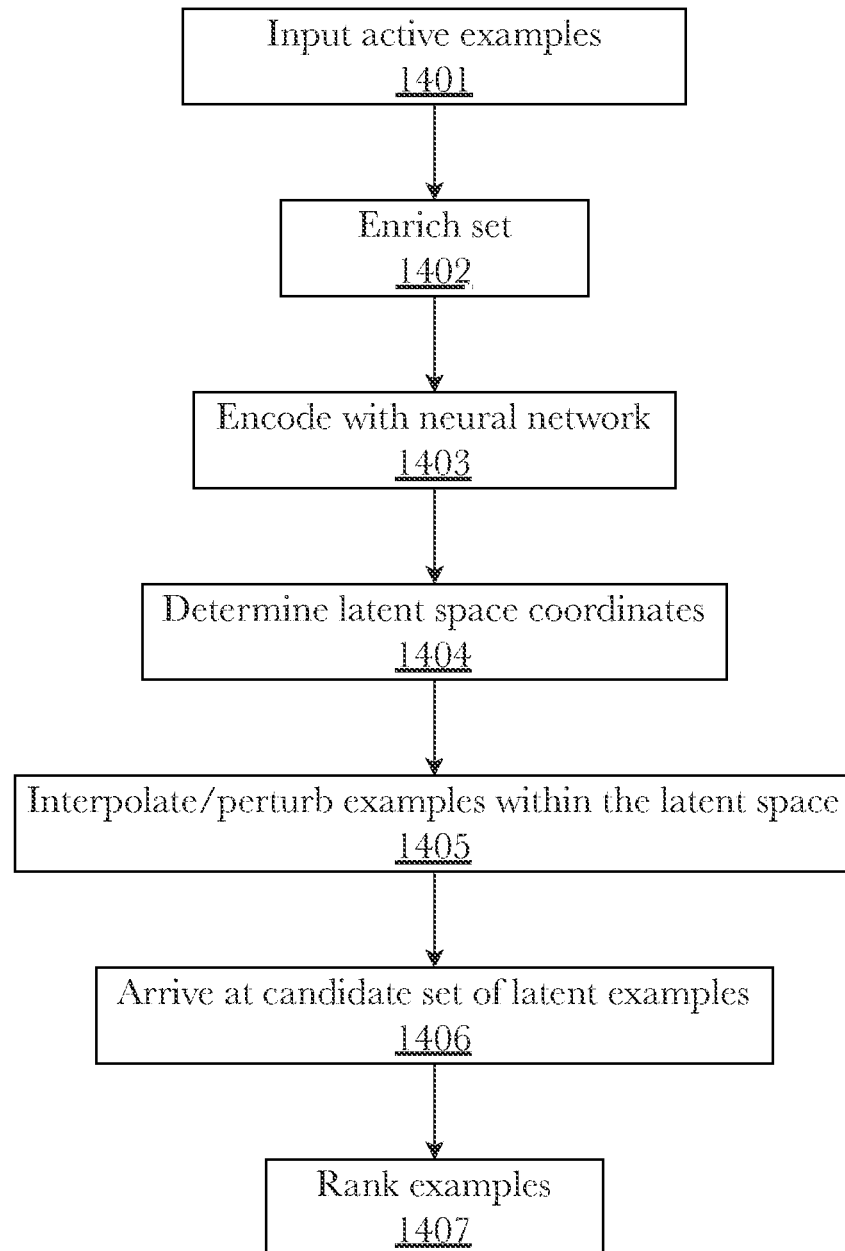 Input active examples
1401
Enrich set
1402
Encode with neural network
1403
Determine latent space coordinates
1404
Interpolate/perturb examples within the latent space
1405
Arrive at candidate set of latent examples
1406
Rank examples
1407